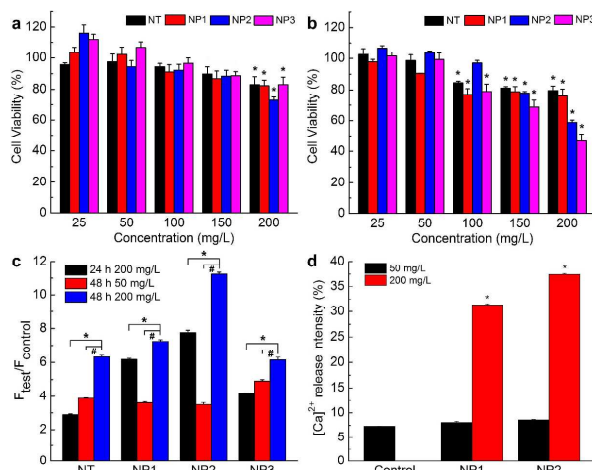 a
NT NP1 NP2 NP3
Cell Viability (%)
120
100
80
60
40
20
0
* * * *
25 50 100 150 200
Concentration (mg/L)
b
NT NP1 NP2 NP3
Cell Viability (%)
120
100
80
60
40
20
0
* * * * * * * * * * *
25 50 100 150 200
Concentration (mg/L)
c
24 h 200 mg/L
48 h 50 mg/L
48 h 200 mg/L
Ftest/Fcontrol
12
10
8
6
4
2
0
* # * # * # * #
NT NP1 NP2 NP3
d
50 mg/L
200 mg/L
[Ca]2+ release intensity (%)
40
35
30
25
20
15
10
5
0
* *
Control NP1 NP2